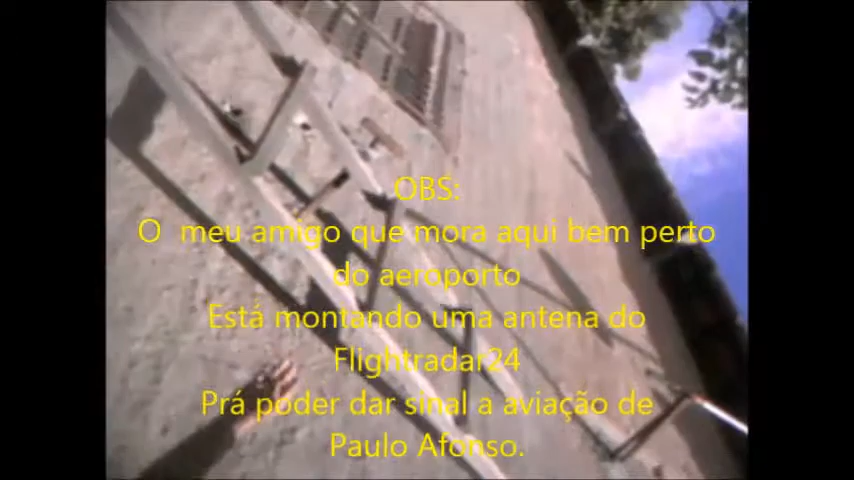 OBS:
O meu amigo que mora aqui bem perto
do aeroporto
Está montando uma antena do
Flightradar24
Prá poder dar sinal a aviação de
Paulo Afonso.